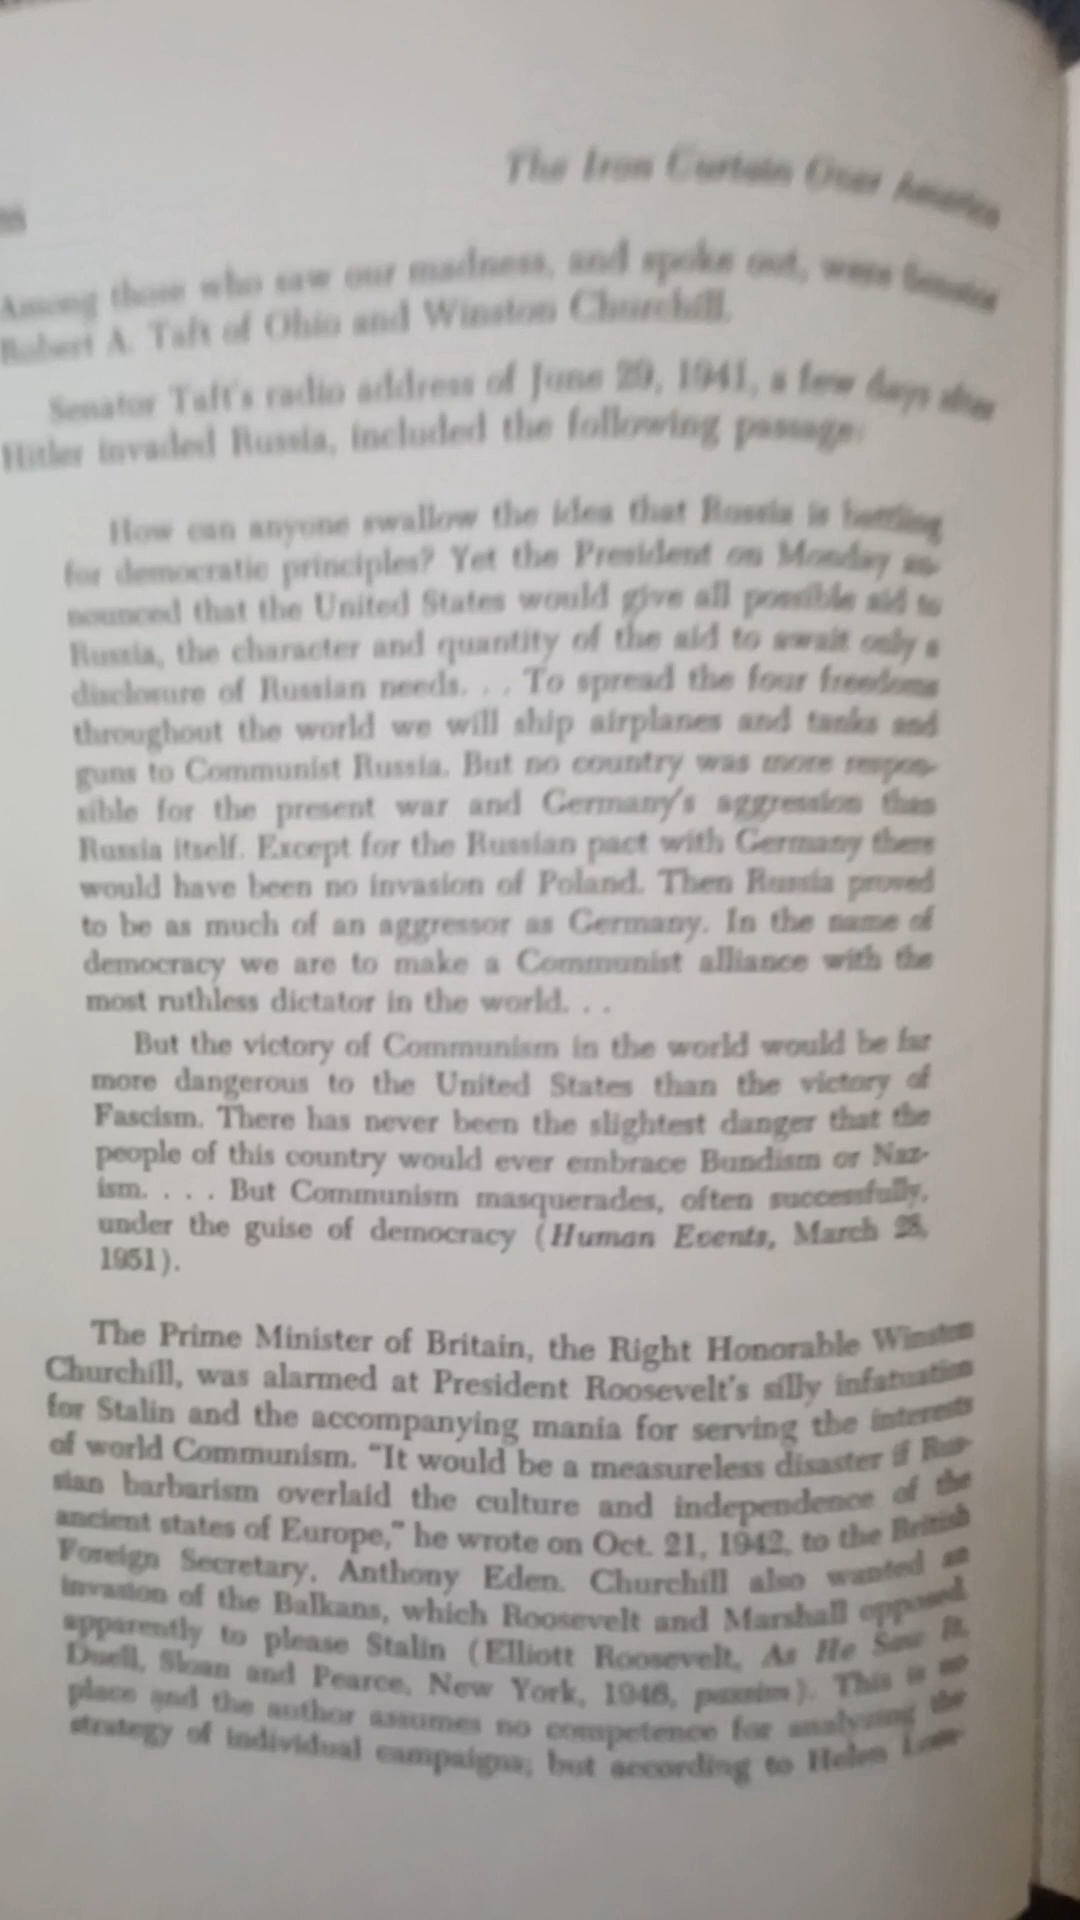 The Iron Curtain Over America
Among those who saw our madness, and spoke out, were Senator
Robert A. Taft of Ohio and Winston Churchill.
Senator Taft's radio address of June 29, 1941, a few days after
Hitler invaded Russia, included the following passage:
How can anyone swallow the idea that Russia is battling
for democratic principles? Yet the President on Monday an-
nounced that the United States would give all possible aid to
Russia, the character and quantity of the aid to await only a
disclosure of Russian needs. . . To spread the four freedoms
throughout the world we will ship airplanes and tanks and
guns to Communist Russia. But no country was more respon-
sible for the present war and Germany's aggression than
Russia itself. Except for the Russian pact with Germany there
would have been no invasion of Poland. Then Russia proved
to be as much of an aggressor as Germany. In the name of
democracy we are to make a Communist alliance with the
most ruthless dictator in the world. . .
But the victory of Communism in the world would be far
more dangerous to the United States than the victory of
Fascism. There has never been the slightest danger that the
people of this country would ever embrace Bundism or Naz-
ism. . . . But Communism masquerades, often successfully,
under the guise of democracy (Human Events, March 28,
1951).
The Prime Minister of Britain, the Right Honorable Winston
Churchill, was alarmed at President Roosevelt's silly infatuation
for Stalin and the accompanying mania for serving the interests
of world Communism. "It would be a measureless disaster if Rus-
sian barbarism overlaid the culture and independence of the
ancient states of Europe," he wrote on Oct. 21, 1942, to the British
Foreign Secretary, Anthony Eden. Churchill also wanted an
invasion of the Balkans, which Roosevelt and Marshall opposed
apparently to please Stalin (Elliott Roosevelt, As He Saw It,
Duell, Sloan and Pearce, New York, 1946, passim). This is no
place and the author assumes no competence for analyzing the
strategy of individual campaigns; but according to Helen Lom-